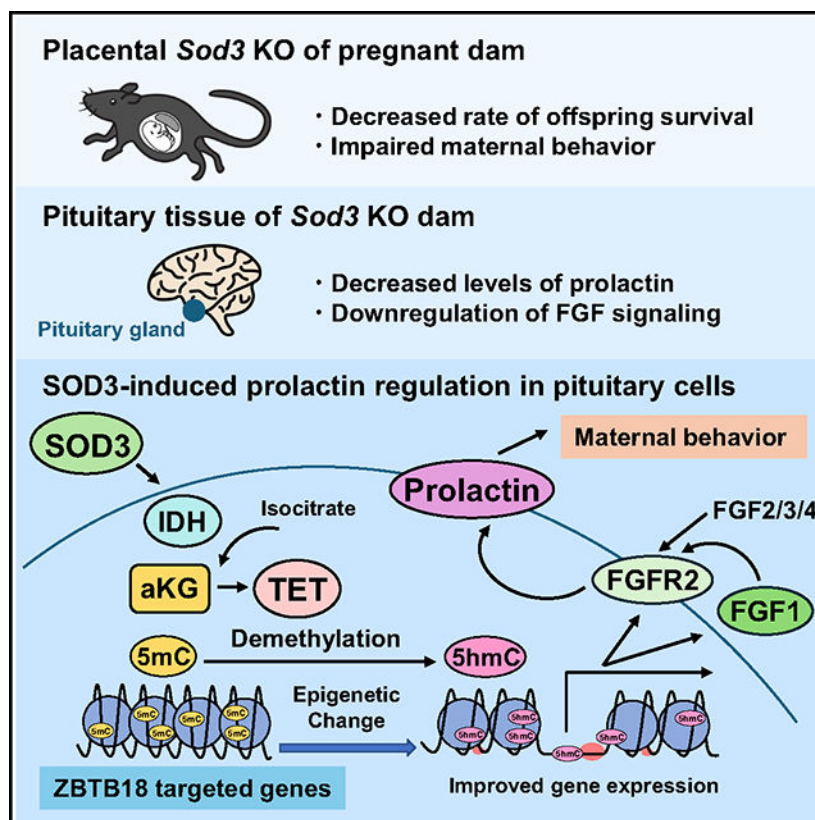 Placental Sod3 KO of pregnant dam
・Decreased rate of offspring survival
・Impaired maternal behavior
Pituitary tissue of Sod3 KO dam
Pituitary gland
・Decreased levels of prolactin
・Downregulation of FGF signaling
SOD3-induced prolactin regulation in pituitary cells
SOD3
Maternal behavior
Prolactin
IDH
Isocitrate
FGF2/3/4
aKG
TET
FGFR2
FGF1
5mC
Demethylation
5hmC
5mC
5mC
5mC
5mC
5mC
5mC
Epigenetic
Change
5hmC
5hmC
5hmC
5hmC
5hmC
5hmC
5hmC
ZBTB18 targeted genes
Improved gene expression